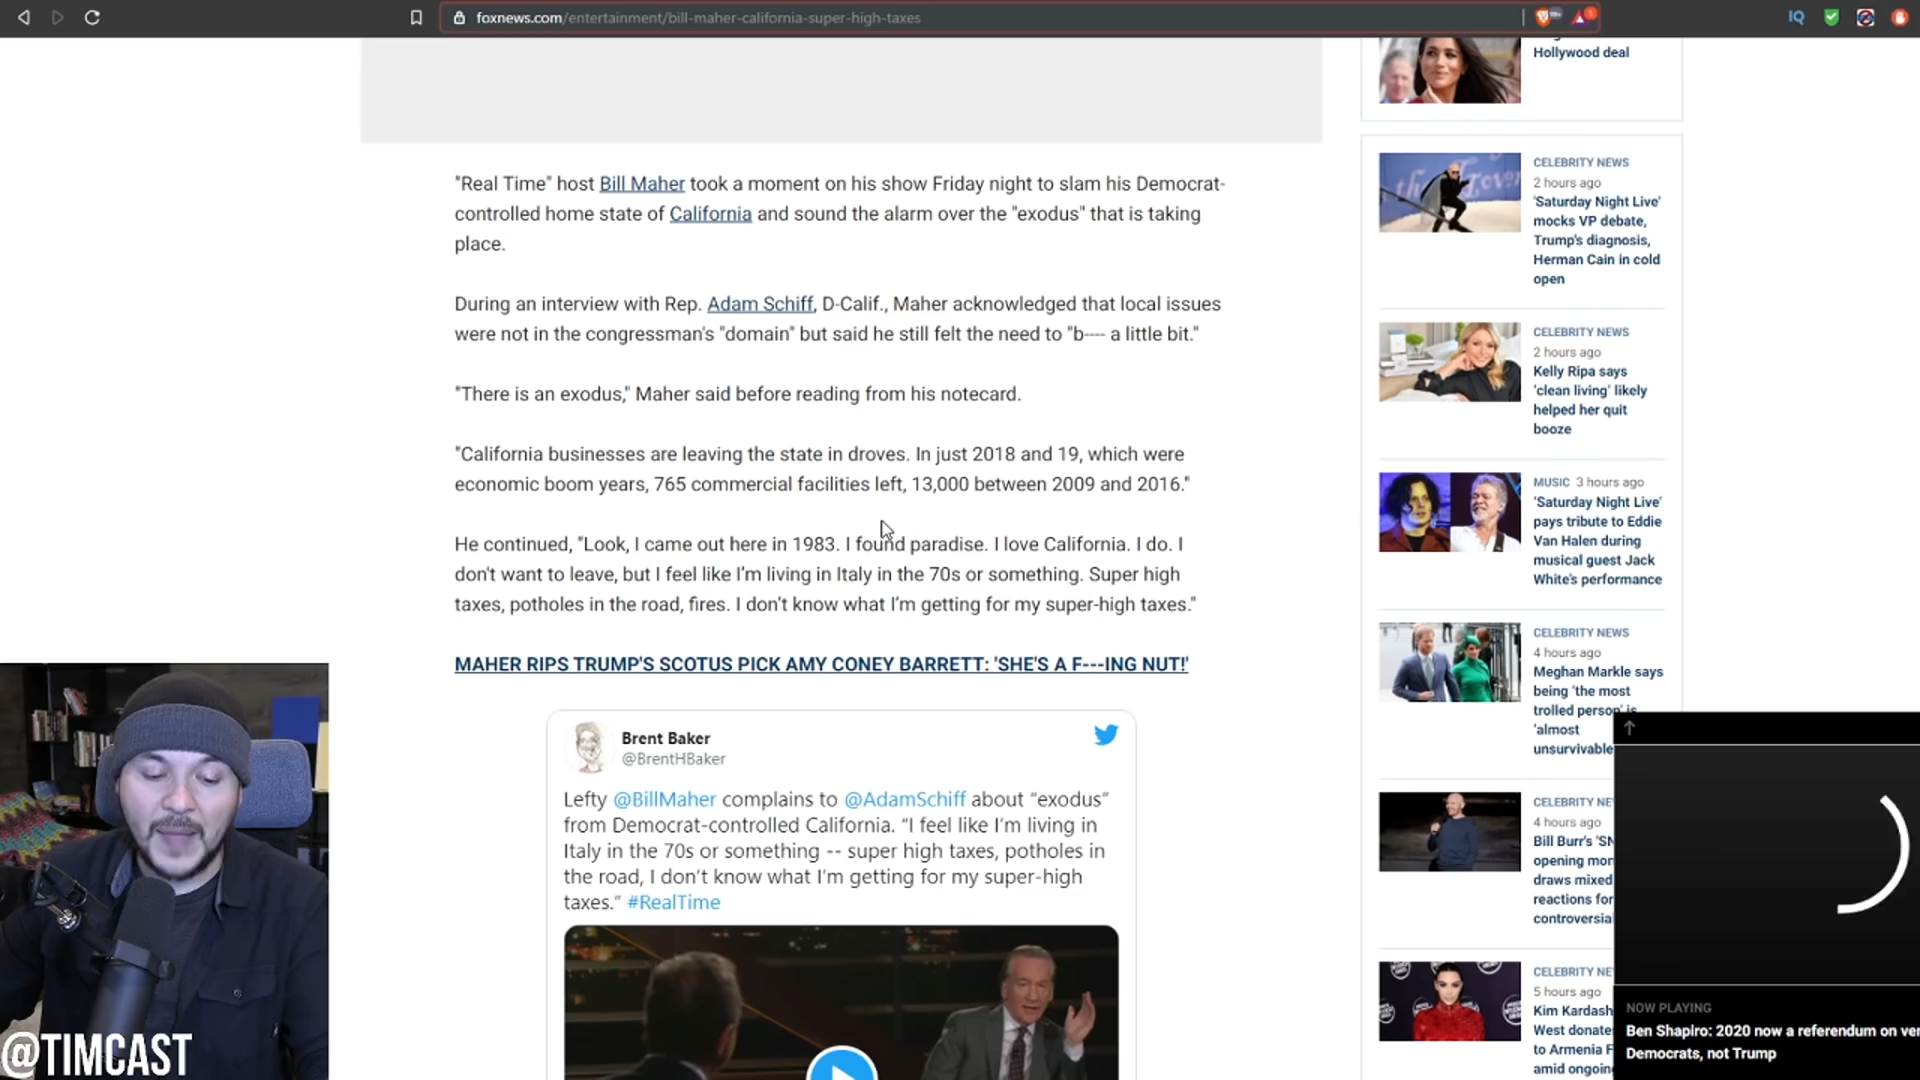 foxnews.com/entertainment/bill-maher-california-super-high-taxes
IQ
"Real Time" host Bill Maher took a moment on his show Friday night to slam his Democrat-
controlled home state of California and sound the alarm over the "exodus" that is taking
place.
During an interview with Rep. Adam Schiff, D-Calif., Maher acknowledged that local issues
were not in the congressman's "domain" but said he still felt the need to "b---- a little bit."
"There is an exodus," Maher said before reading from his notecard.
"California businesses are leaving the state in droves. In just 2018 and 19, which were
economic boom years, 765 commercial facilities left, 13,000 between 2009 and 2016."
He continued, "Look, I came out here in 1983. I found paradise. I love California. I do. I
don't want to leave, but I feel like I'm living in Italy in the 70s or something. Super high
taxes, potholes in the road, fires. I don't know what I'm getting for my super-high taxes."
MAHER RIPS TRUMP'S SCOTUS PICK AMY CONEY BARRETT: 'SHE'S A F---ING NUT!'
Brent Baker
@BrentHBaker
Lefty @BillMaher complains to @AdamSchiff about “exodus”
from Democrat-controlled California. “I feel like I’m living in
Italy in the 70s or something -- super high taxes, potholes in
the road, I don’t know what I’m getting for my super-high
taxes.” #RealTime
Hollywood deal
CELEBRITY NEWS
2 hours ago
'Saturday Night Live'
mocks VP debate,
Trump's diagnosis,
Herman Cain in cold
open
CELEBRITY NEWS
2 hours ago
Kelly Ripa says
'clean living' likely
helped her quit
booze
MUSIC 3 hours ago
'Saturday Night Live'
pays tribute to Eddie
Van Halen during
musical guest Jack
White's performance
CELEBRITY NEWS
4 hours ago
Meghan Markle says
being 'the most
trolled person' is
'almost
unsurvivable
CELEBRITY NE
4 hours ago
Bill Burr's 'SN
opening mor
draws mixed
reactions for
controversia
CELEBRITY NE
5 hours ago
Kim Kardash
West donate
to Armenia F
amid ongoin
NOW PLAYING
Ben Shapiro: 2020 now a referendum on ve
Democrats, not Trump
@TIMCAST